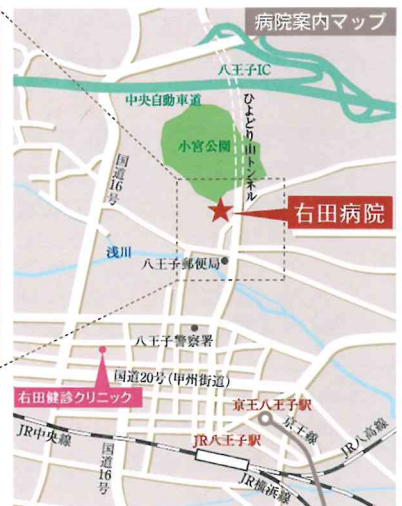 病院案内マップ
八王子IC
中央自動車道
ひよどり山トンネル
小宮公園
国道16号
右田病院
浅川
八王子郵便局
八王子警察署
国道20号(甲州街道)
右田健診クリニック
京王八王子駅
京王線
JR八高線
JR中央線
JR八王子駅
国道16号
JR横浜線